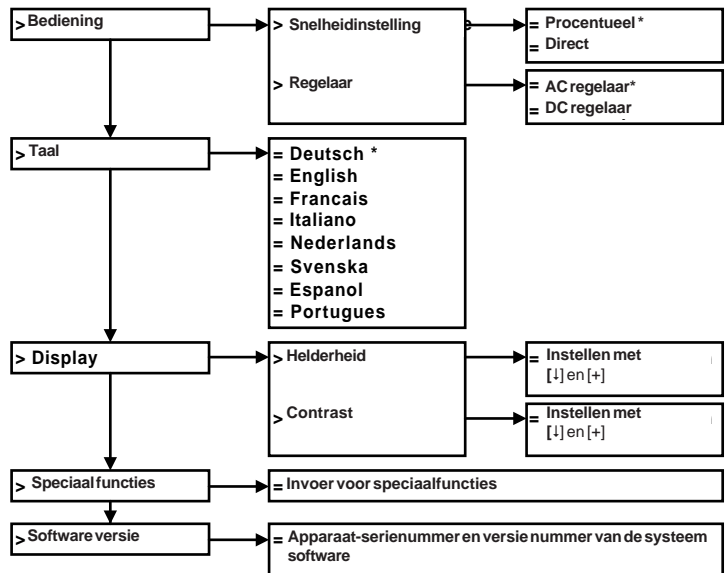 > Bediening
> Snelheidinstelling
= Procentueel *
= Direct
> Regelaar
= AC regelaar*
= DC regelaar
> Taal
= Deutsch *
= English
= Francais
= Italiano
= Nederlands
= Svenska
= Espanol
= Portugues
> Display
> Helderheid
= Instellen met
[↓] en [+]
> Contrast
= Instellen met
[↓] en [+]
> Speciaalfuncties
= Invoer voor speciaalfuncties
> Software versie
= Apparaat-serienummer en versie nummer van de systeem
software